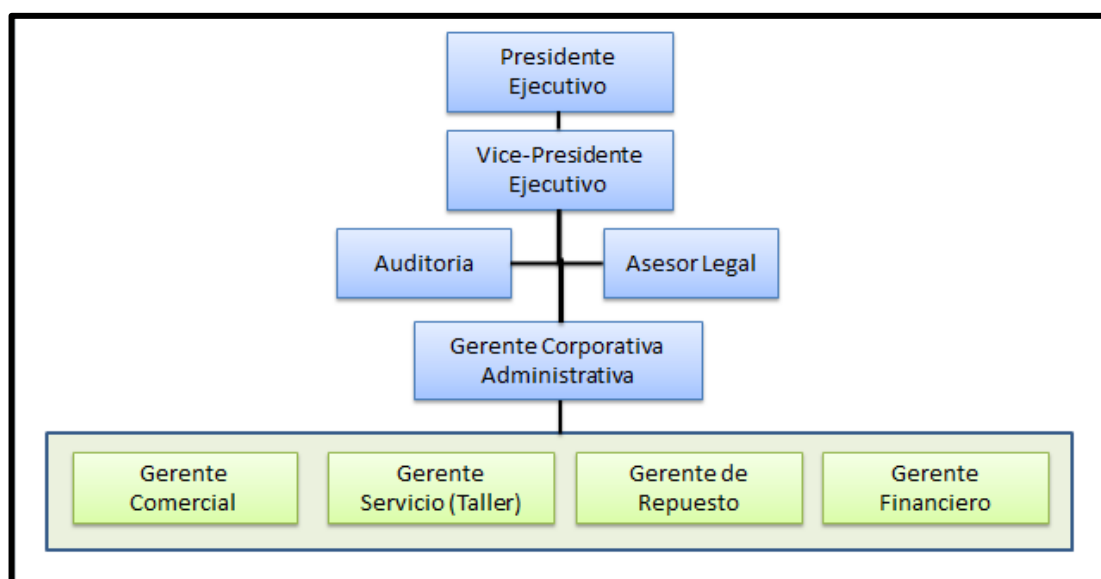 Presidente
Ejecutivo
Vice-Presidente
Ejecutivo
Auditoria
Asesor Legal
Gerente Corporativa
Administrativa
Gerente
Comercial
Gerente
Servicio (Taller)
Gerente de
Repuesto
Gerente
Financiero